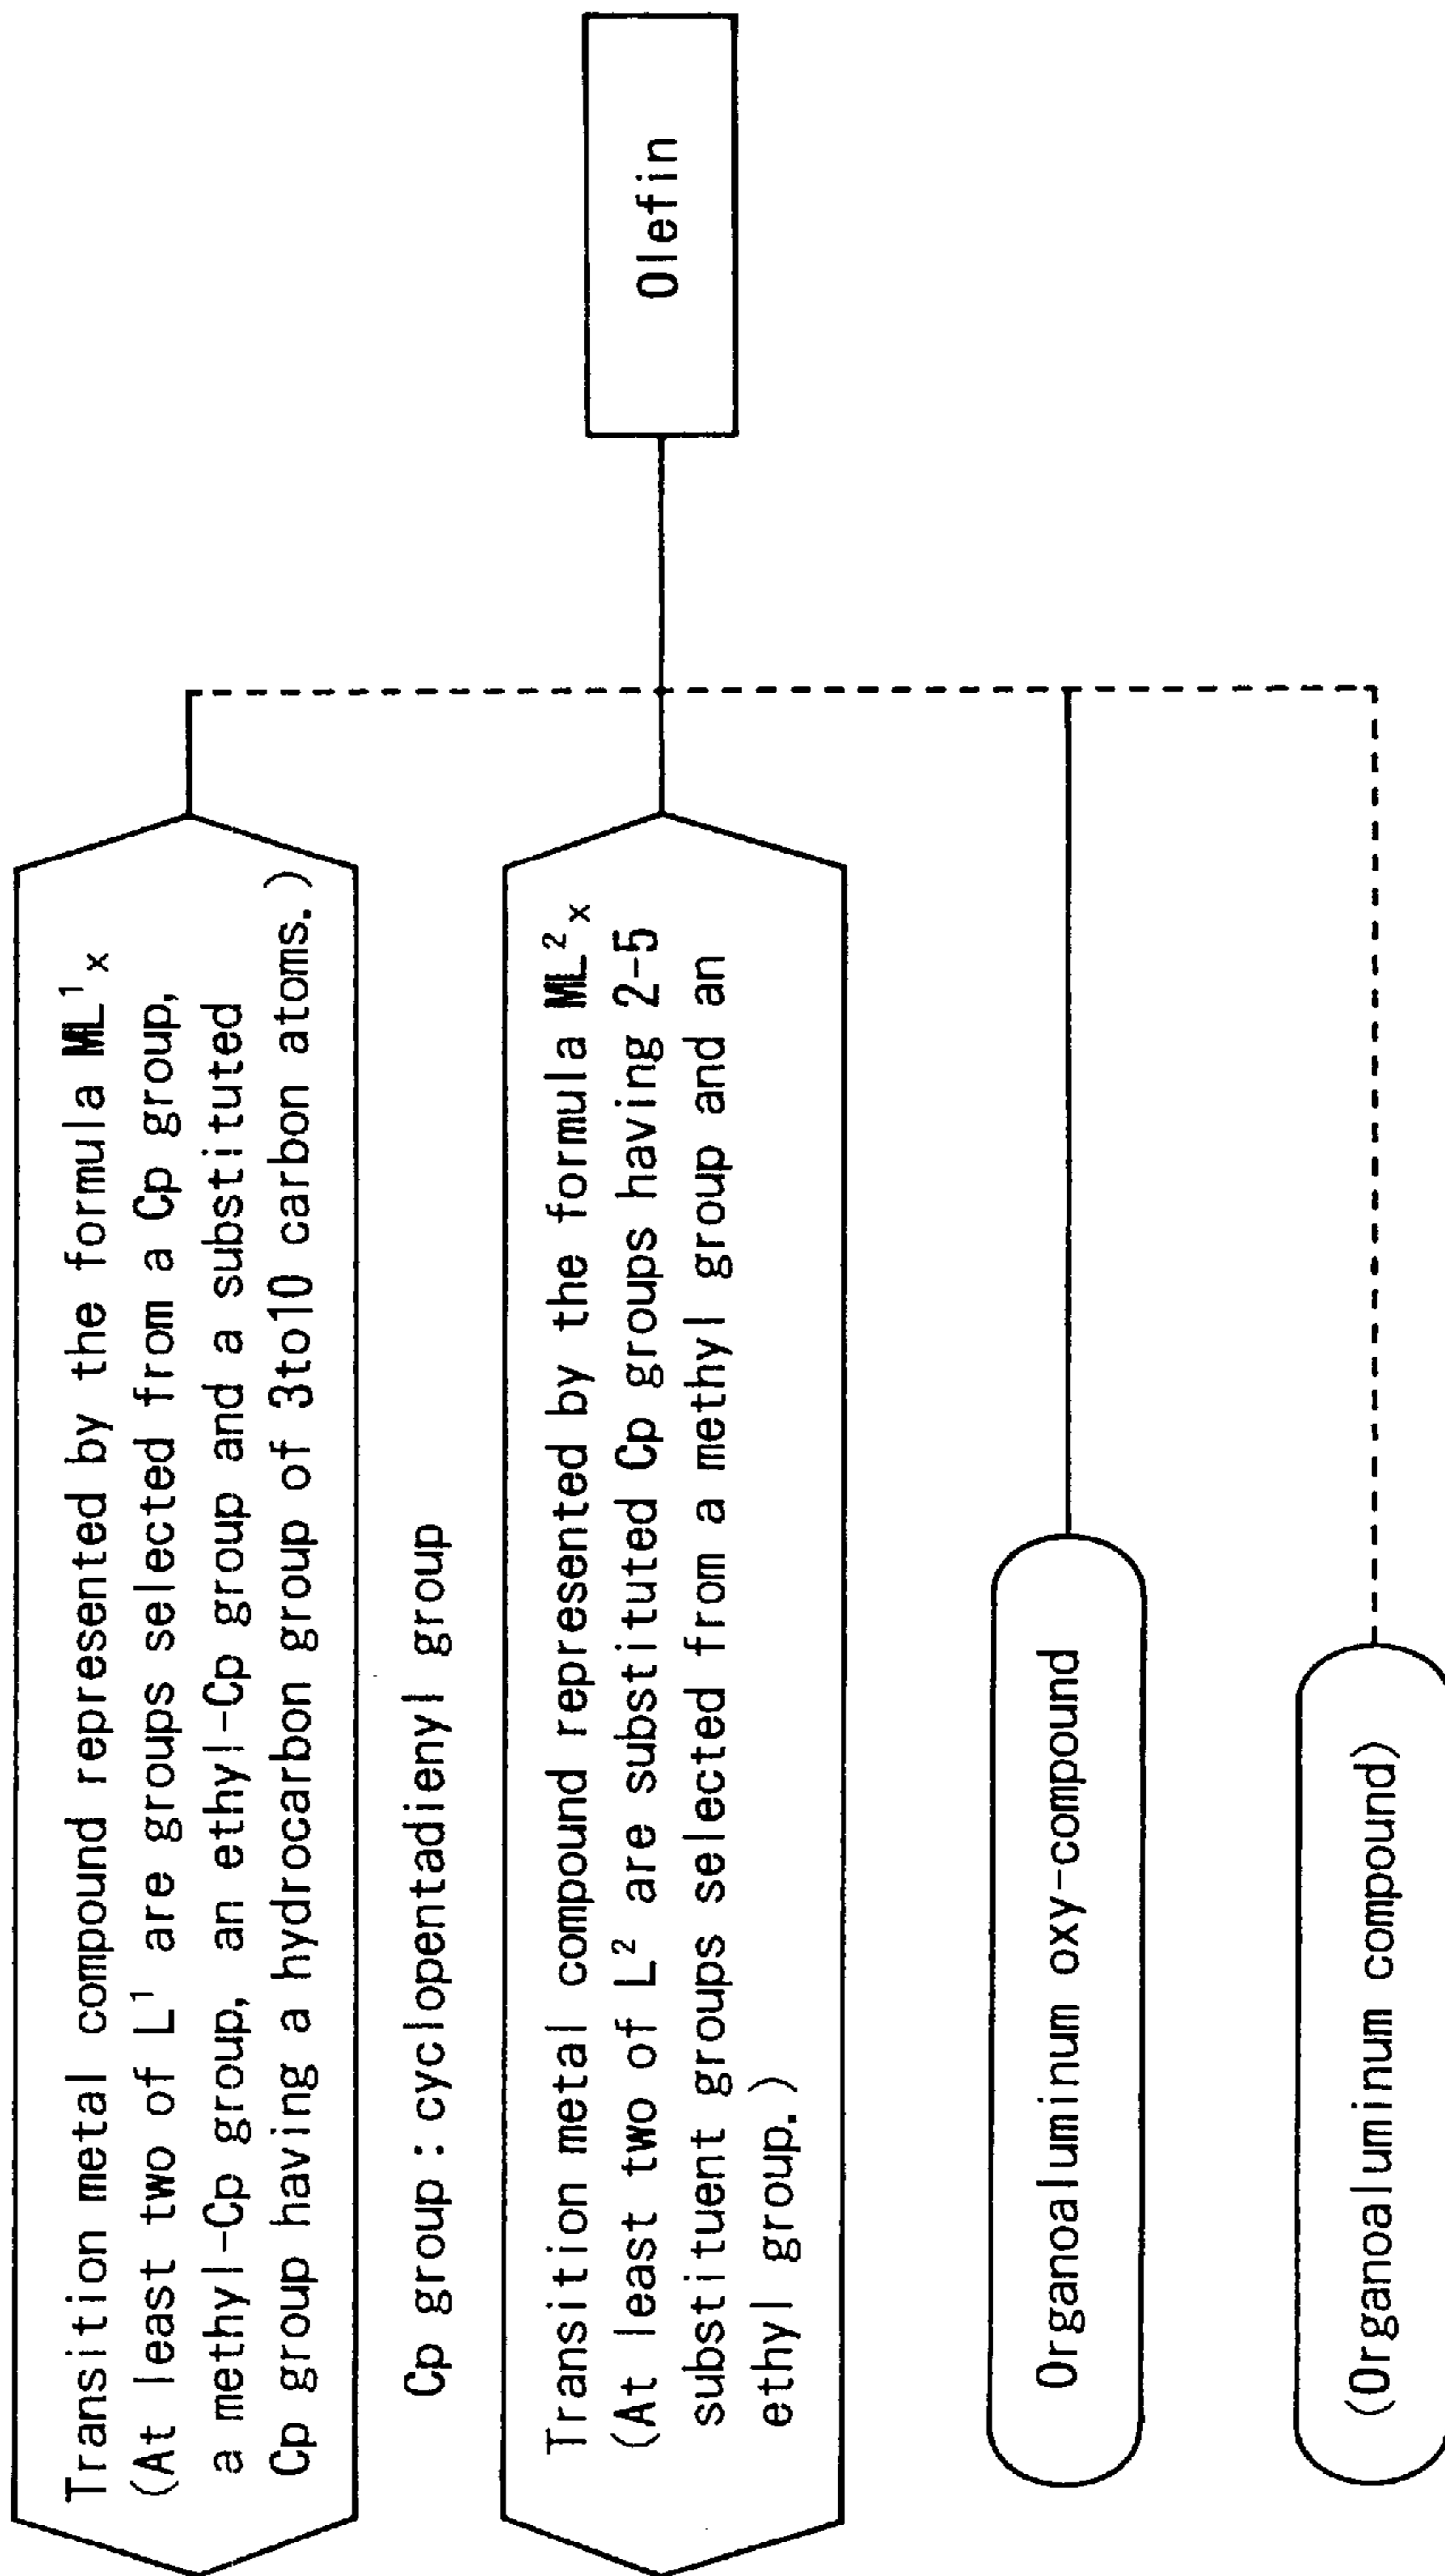 Transition metal compound represented by the formula ML¹ₓ
(At least two of L¹ are groups selected from a Cp group,
a methyl-Cp group, an ethyl-Cp group and a substituted
Cp group having a hydrocarbon group of 3to10 carbon atoms.)
Cp group : cyclopentadienyl group
Transition metal compound represented by the formula ML²ₓ
(At least two of L² are substituted Cp groups having 2-5
substituent groups selected from a methyl group and an
ethyl group.)
Organoaluminum oxy-compound
(Organoaluminum compound)
Olefin